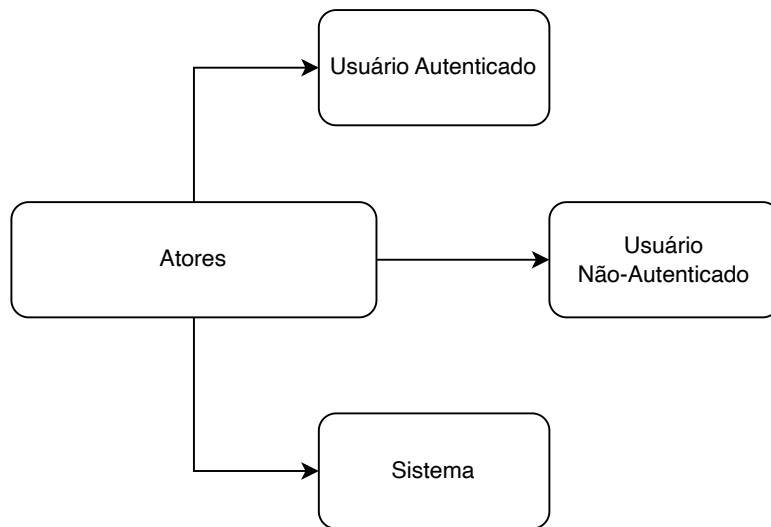 Usuário Autenticado
Atores
Usuário
Não-Autenticado
Sistema